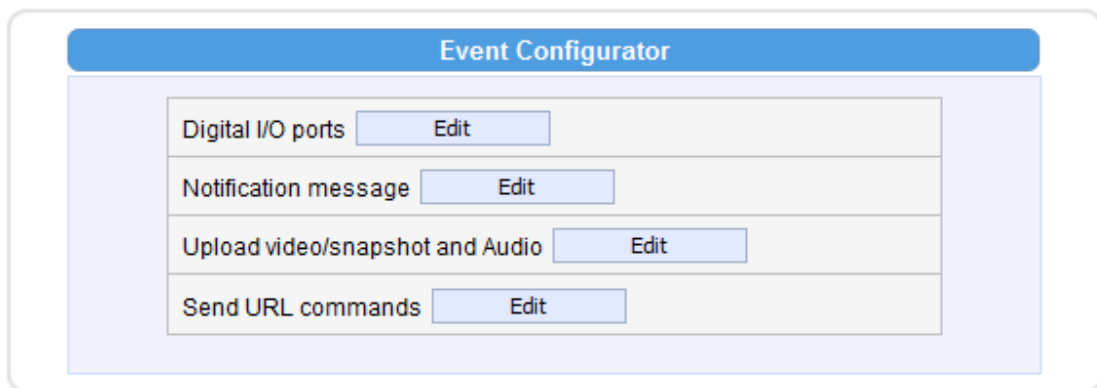 Event Configurator
Digital I/O ports Edit
Notification message Edit
Upload video/snapshot and Audio Edit
Send URL commands Edit